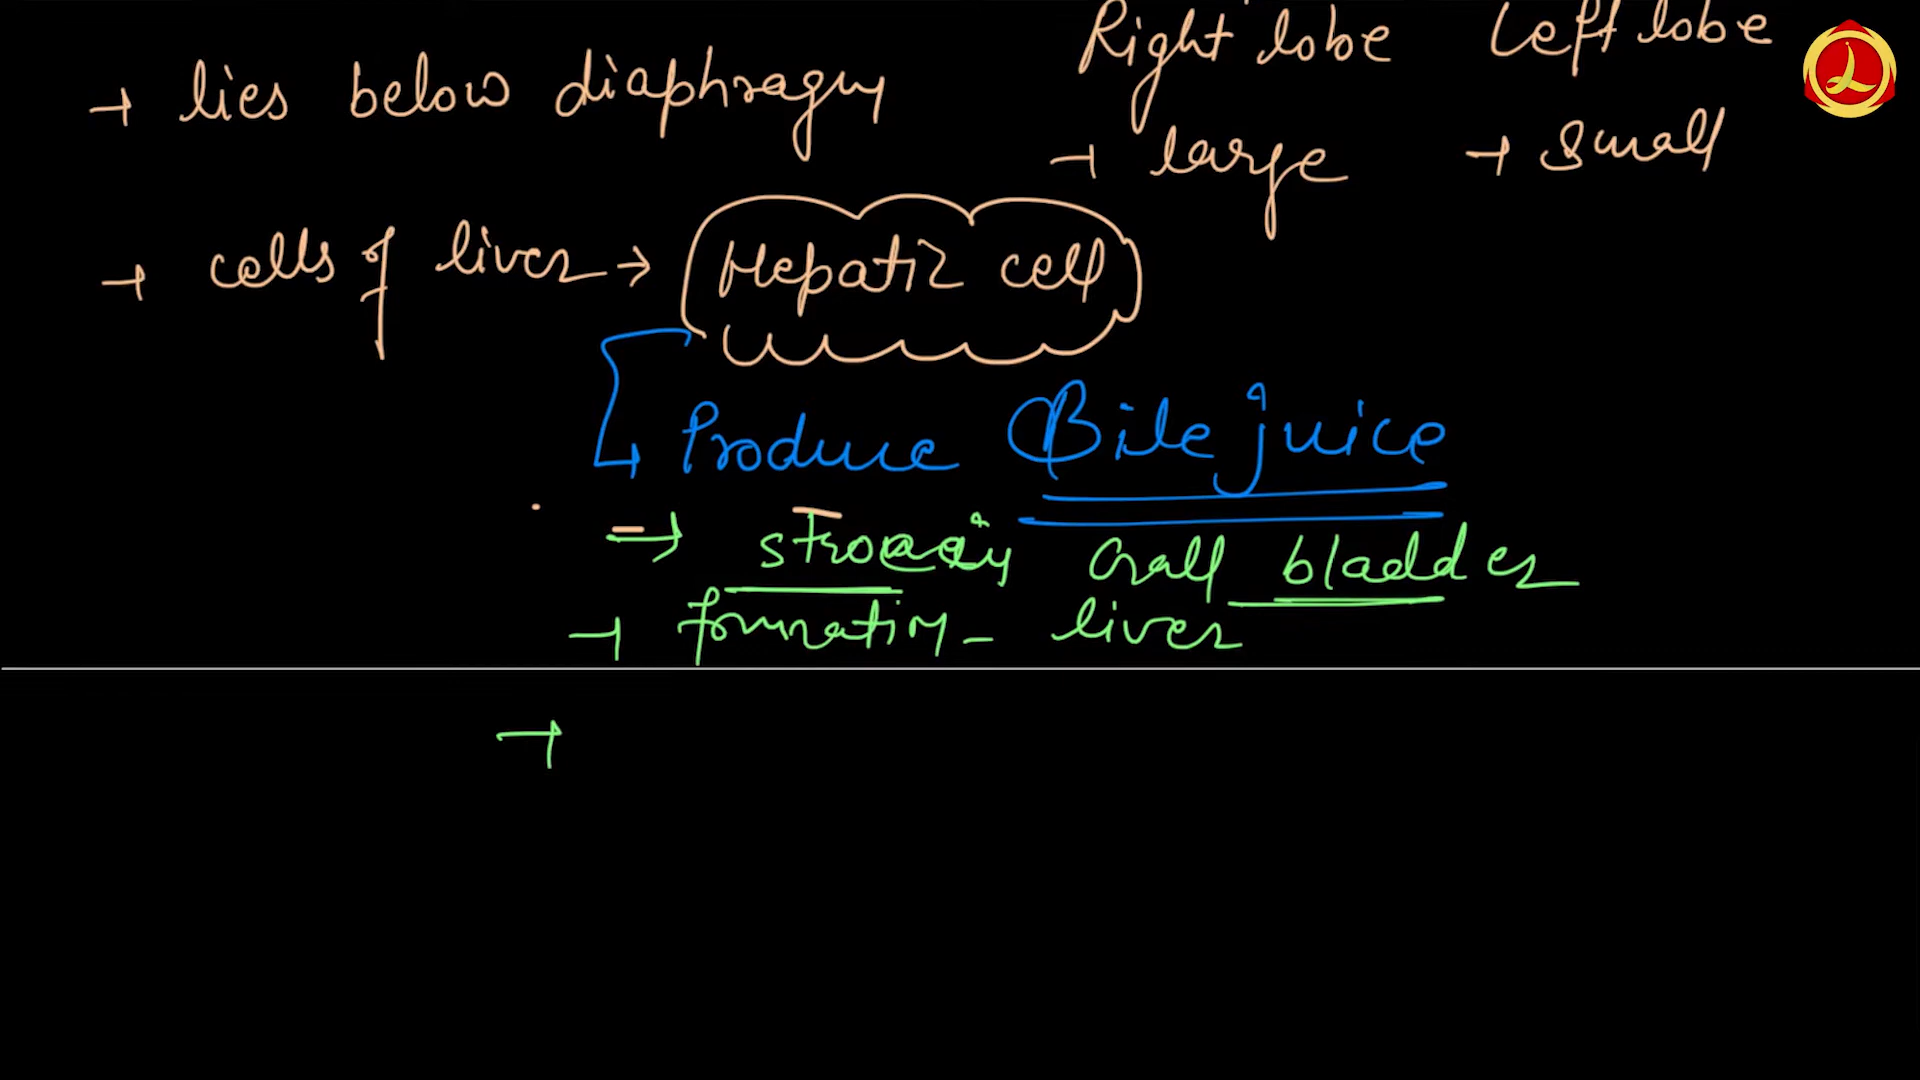 Right lobe Left lobe
→ lies below diaphragm
→ large → small
→ cells of liver → Hepatic cell
↳ Produce Bile juice
⇒ Gall bladder
→ formation - liver
→